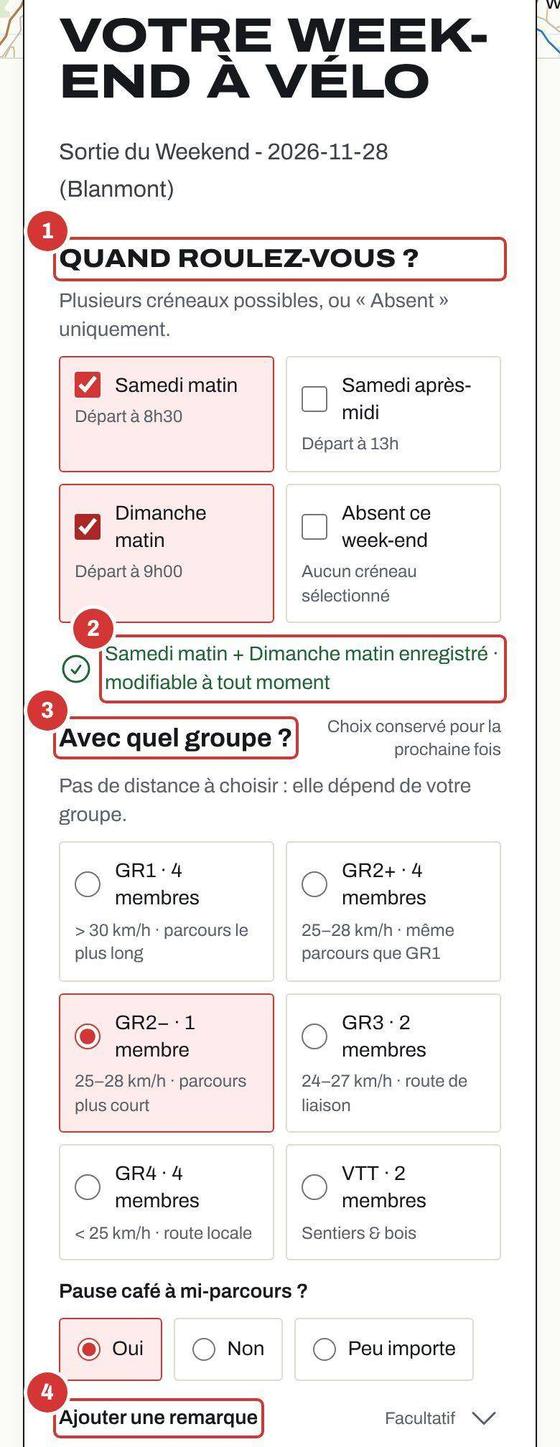 VOTRE WEEK-
END À VÉLO
Sortie du Weekend - 2026-11-28
(Blanmont)
1
QUAND ROULEZ-VOUS ?
Plusieurs créneaux possibles, ou « Absent »
uniquement.
Samedi matin
Départ à 8h30
Samedi après-
midi
Départ à 13h
Dimanche
matin
Départ à 9h00
Absent ce
week-end
Aucun créneau
sélectionné
2
Samedi matin + Dimanche matin enregistré ·
modifiable à tout moment
3
Avec quel groupe ?
Choix conservé pour la
prochaine fois
Pas de distance à choisir : elle dépend de votre
groupe.
GR1 · 4
membres
> 30 km/h · parcours le
plus long
GR2+ · 4
membres
25–28 km/h · même
parcours que GR1
GR2− · 1
membre
25–28 km/h · parcours
plus court
GR3 · 2
membres
24–27 km/h · route de
liaison
GR4 · 4
membres
< 25 km/h · route locale
VTT · 2
membres
Sentiers & bois
Pause café à mi-parcours ?
Oui
Non
Peu importe
4
Ajouter une remarque
Facultatif